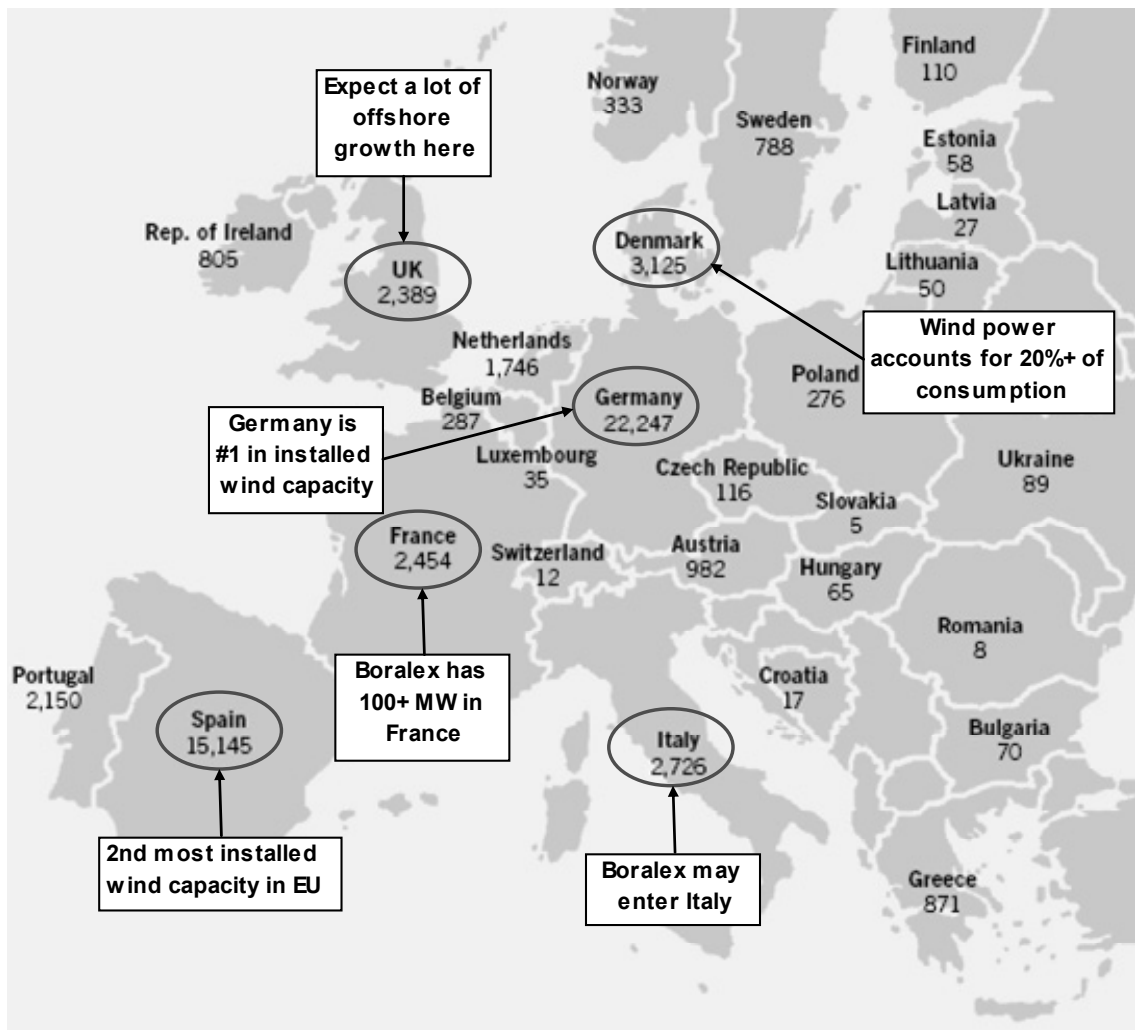 Finland
110
Norway
333
Expect a lot of
offshore
growth here
Sweden
788
Estonia
58
Latvia
27
Rep. of Ireland
805
Denmark
3,125
Lithuania
50
UK
2,389
Wind power
accounts for 20%+ of
consumption
Netherlands
1,746
Poland
276
Belgium
287
Germany
22,247
Germany is
#1 in installed
wind capacity
Luxembourg
35
Czech Republic
116
Ukraine
89
Slovakia
5
France
2,454
Switzerland
12
Austria
982
Hungary
65
Romania
8
Boralex has
100+ MW in
France
Portugal
2,150
Croatia
17
Spain
15,145
Italy
2,726
Bulgaria
70
2nd most installed
wind capacity in EU
Boralex may
enter Italy
Greece
871